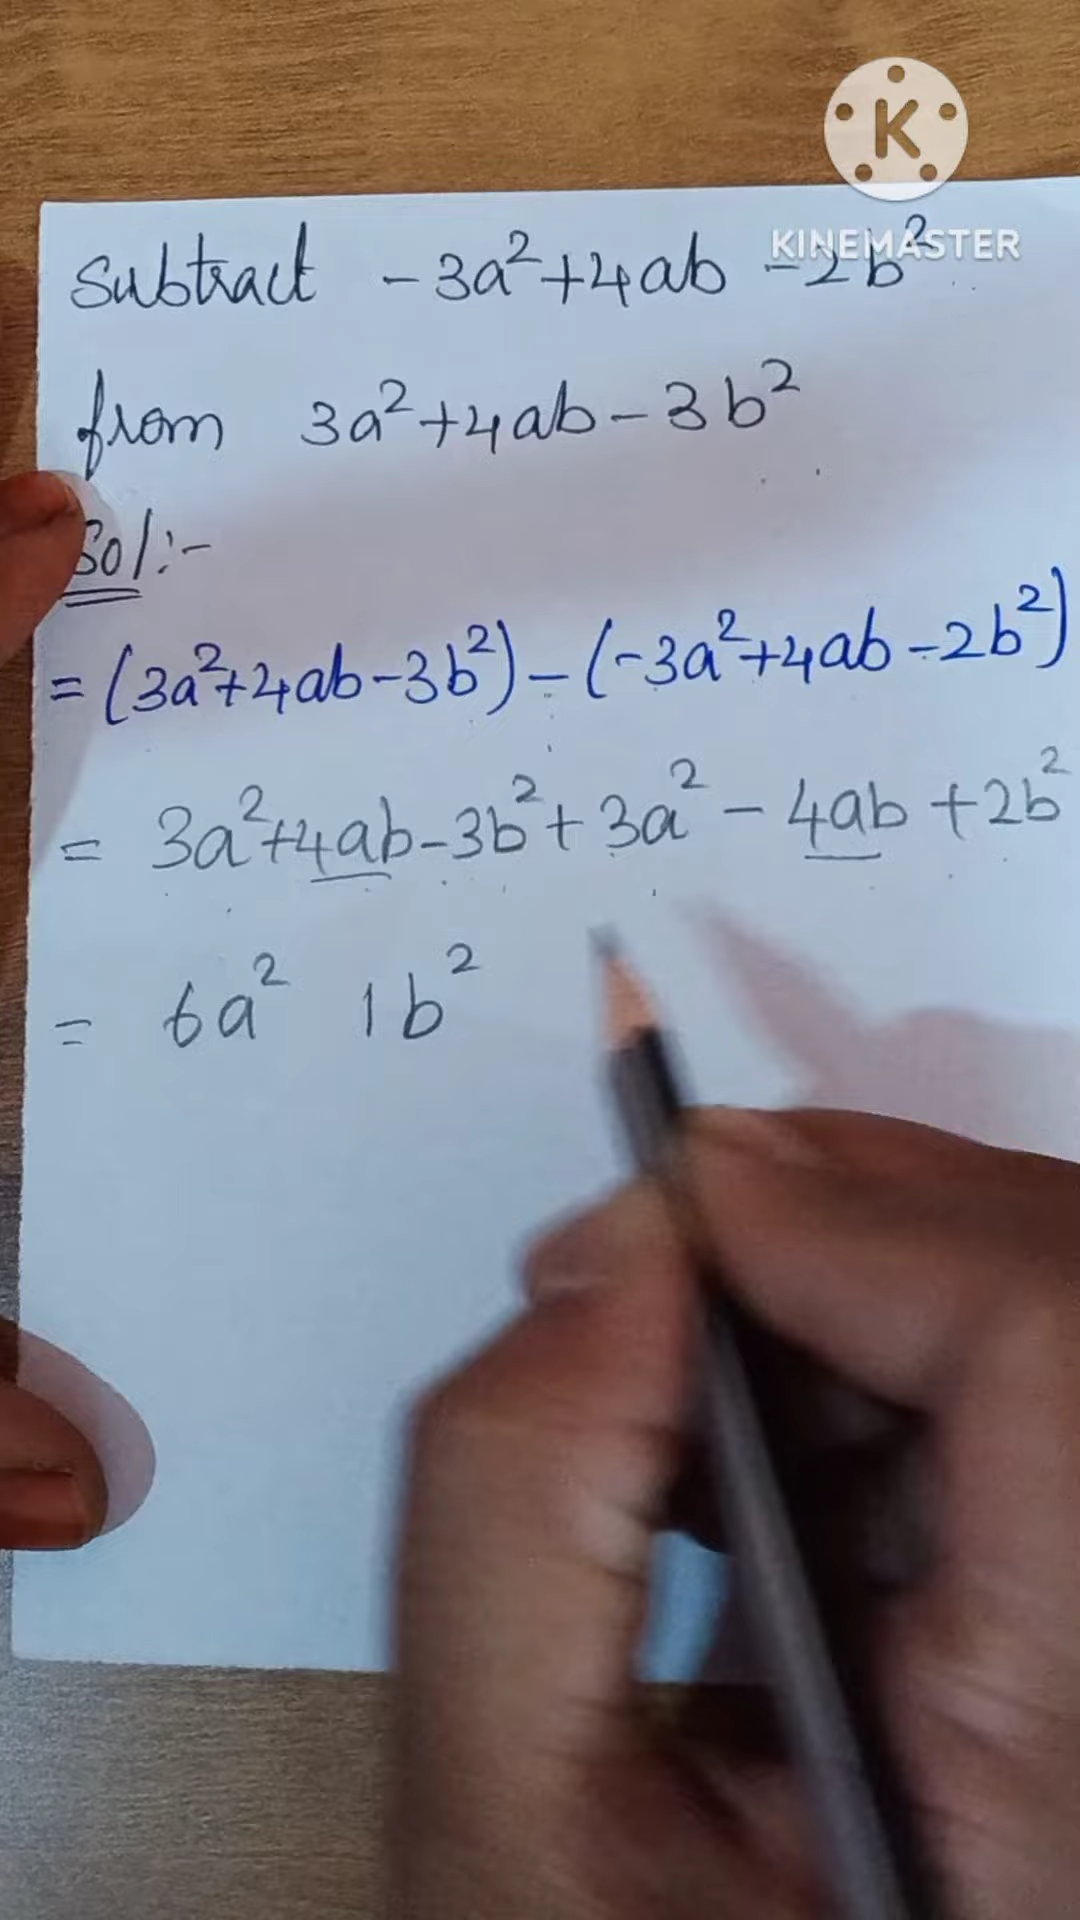 K
KINEMASTER
Subtract -3a²+4ab -2b²
from 3a²+4ab-3b²
Sol:-
=(3a²+4ab-3b²)-(-3a²+4ab-2b²)
= 3a²+4ab-3b²+3a²-4ab+2b²
= 6a² 1b²